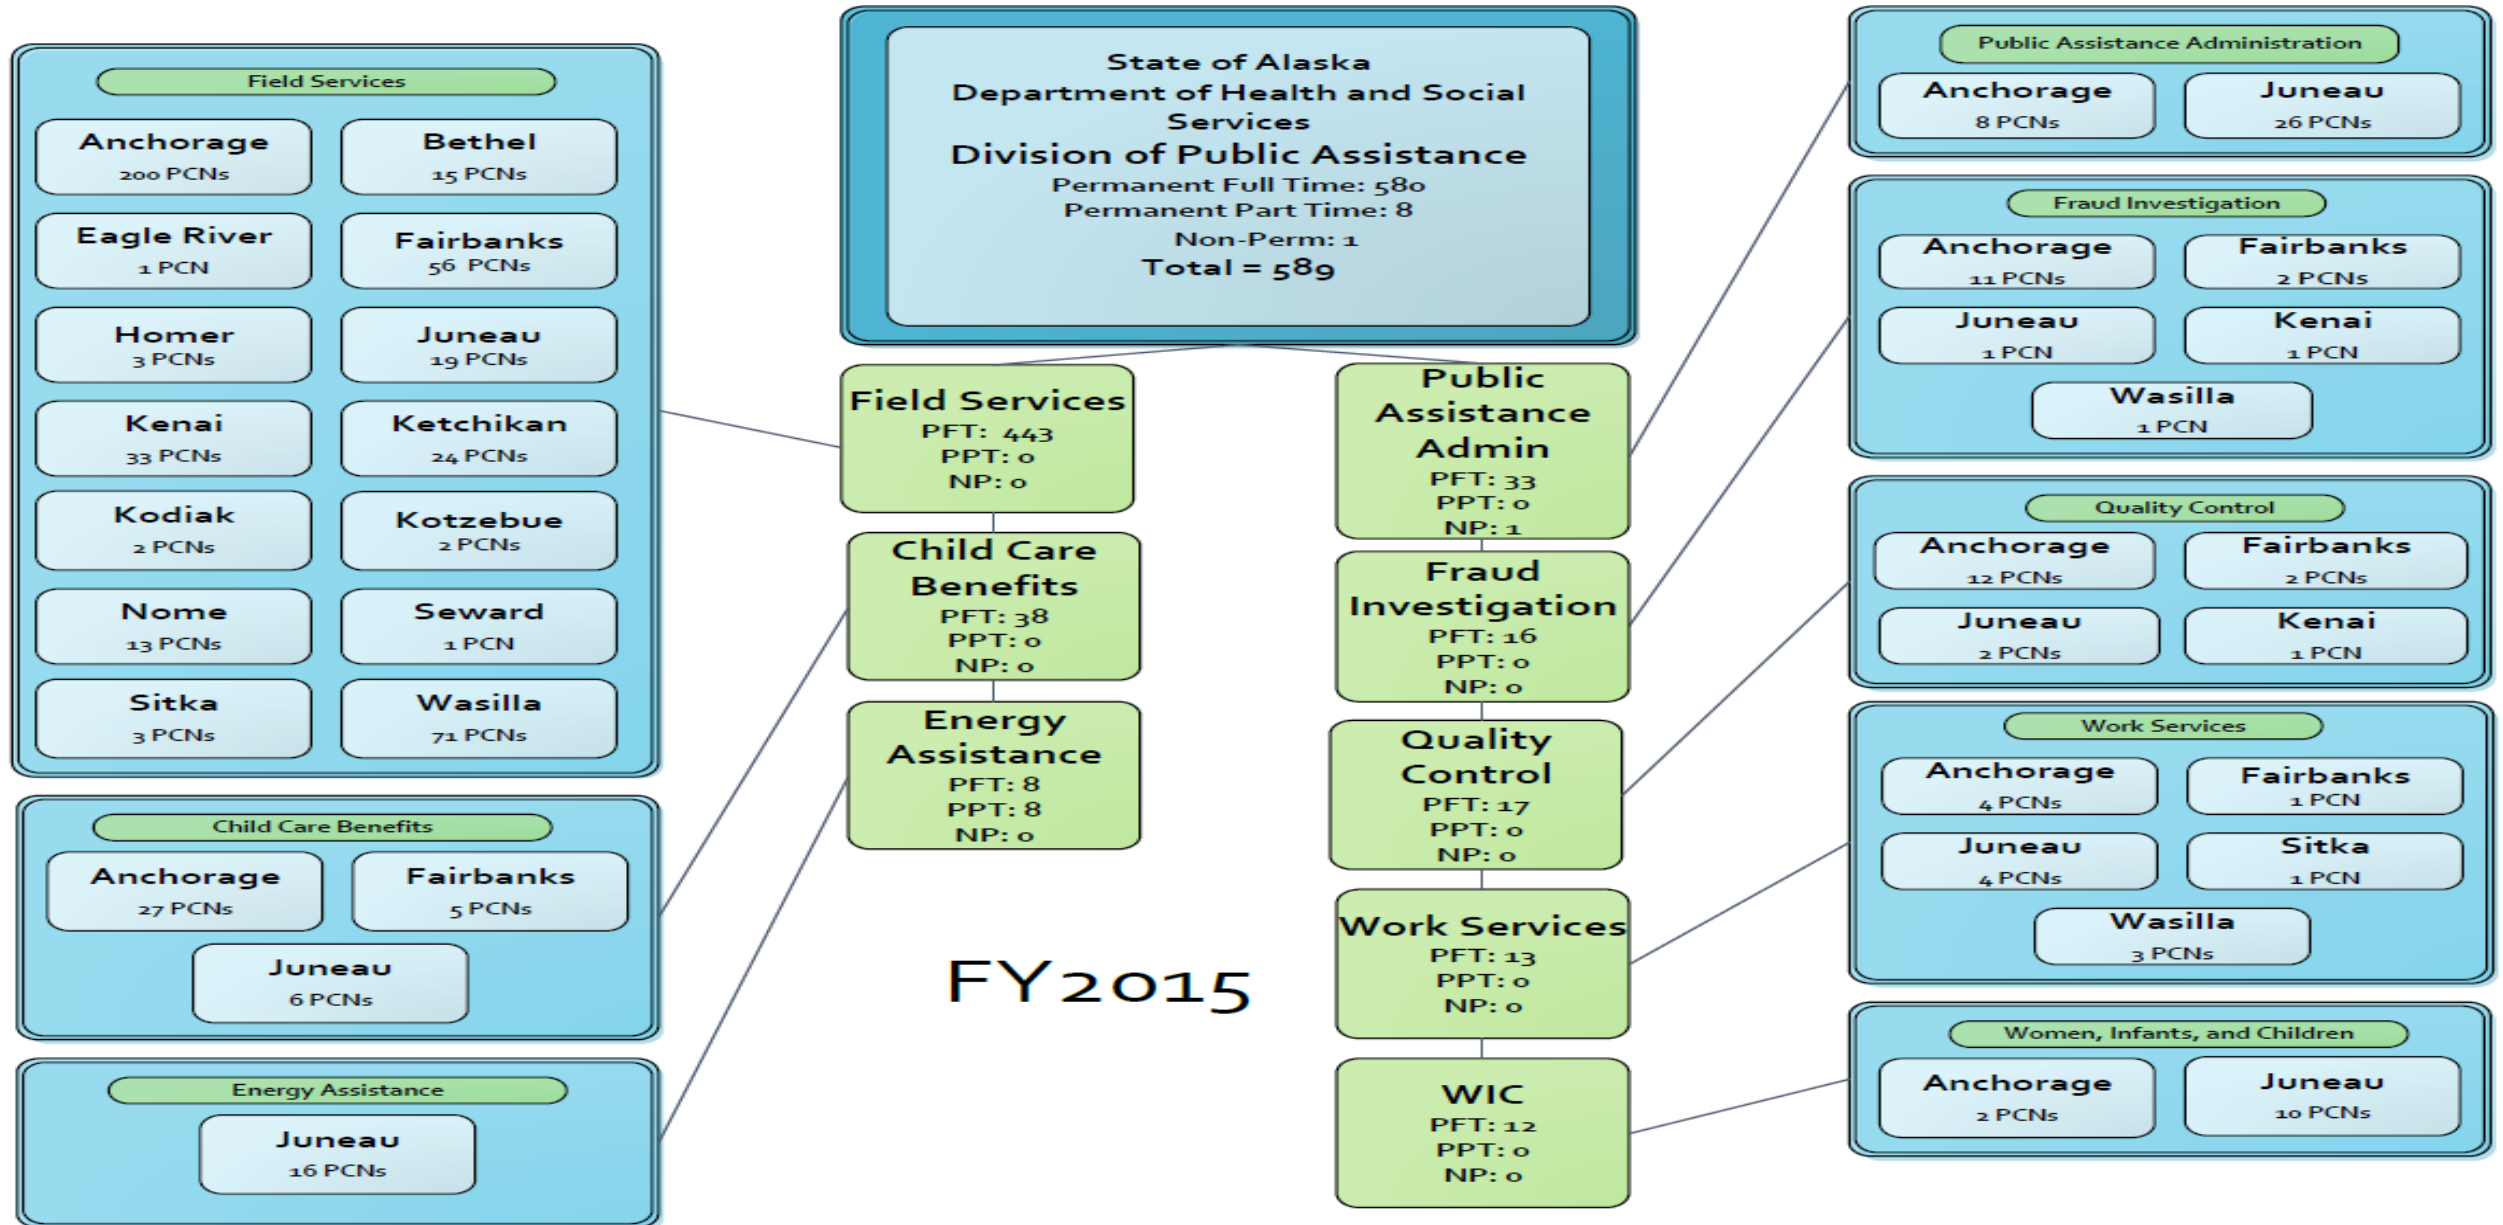 State of Alaska
Department of Health and Social
Services
Division of Public Assistance
Permanent Full Time: 580
Permanent Part Time: 8
Non-Perm: 1
Total = 589
Field Services
Anchorage
200 PCNs
Bethel
15 PCNs
Eagle River
1 PCN
Fairbanks
56 PCNs
Homer
3 PCNs
Juneau
19 PCNs
Kenai
33 PCNs
Ketchikan
24 PCNs
Kodiak
2 PCNs
Kotzebue
2 PCNs
Nome
13 PCNs
Seward
1 PCN
Sitka
3 PCNs
Wasilla
71 PCNs
Child Care Benefits
Anchorage
27 PCNs
Fairbanks
5 PCNs
Juneau
6 PCNs
Energy Assistance
Juneau
16 PCNs
Field Services
PFT: 443
PPT: 0
NP: 0
Child Care
Benefits
PFT: 38
PPT: 0
NP: 0
Energy
Assistance
PFT: 8
PPT: 8
NP: 0
FY2015
Public
Assistance
Admin
PFT: 33
PPT: 0
NP: 1
Fraud
Investigation
PFT: 16
PPT: 0
NP: 0
Quality
Control
PFT: 17
PPT: 0
NP: 0
Work Services
PFT: 13
PPT: 0
NP: 0
WIC
PFT: 12
PPT: 0
NP: 0
Public Assistance Administration
Anchorage
8 PCNs
Juneau
26 PCNs
Fraud Investigation
Anchorage
11 PCNs
Fairbanks
2 PCNs
Juneau
1 PCN
Kenai
1 PCN
Wasilla
1 PCN
Quality Control
Anchorage
12 PCNs
Fairbanks
2 PCNs
Juneau
2 PCNs
Kenai
1 PCN
Work Services
Anchorage
4 PCNs
Fairbanks
1 PCN
Juneau
4 PCNs
Sitka
1 PCN
Wasilla
3 PCNs
Women, Infants, and Children
Anchorage
2 PCNs
Juneau
10 PCNs